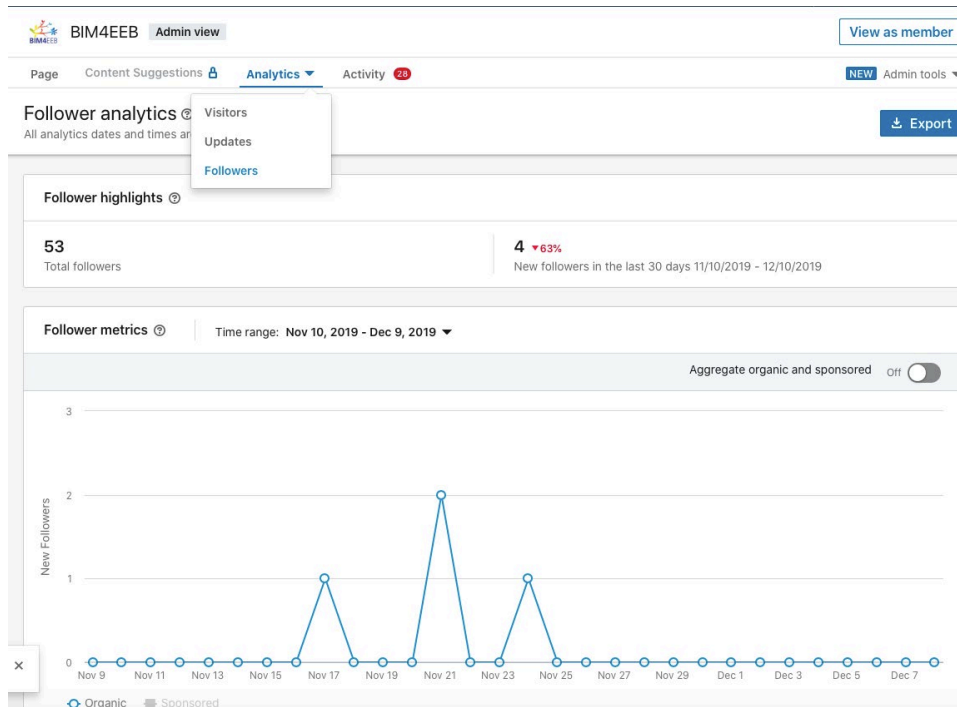 BIM4EEB
BIM4EEB Admin view
View as member
Page Content Suggestions Analytics Activity 28
NEW Admin tools
Follower analytics
All analytics dates and times ar
Visitors
Updates
Followers
Export
Follower highlights
53
Total followers
4 ▼63%
New followers in the last 30 days 11/10/2019 - 12/10/2019
Follower metrics
Time range: Nov 10, 2019 - Dec 9, 2019
Aggregate organic and sponsored Off
3
2
1
0
New Followers
Nov 9 Nov 11 Nov 13 Nov 15 Nov 17 Nov 19 Nov 21 Nov 23 Nov 25 Nov 27 Nov 29 Dec 1 Dec 3 Dec 5 Dec 7
Organic Sponsored